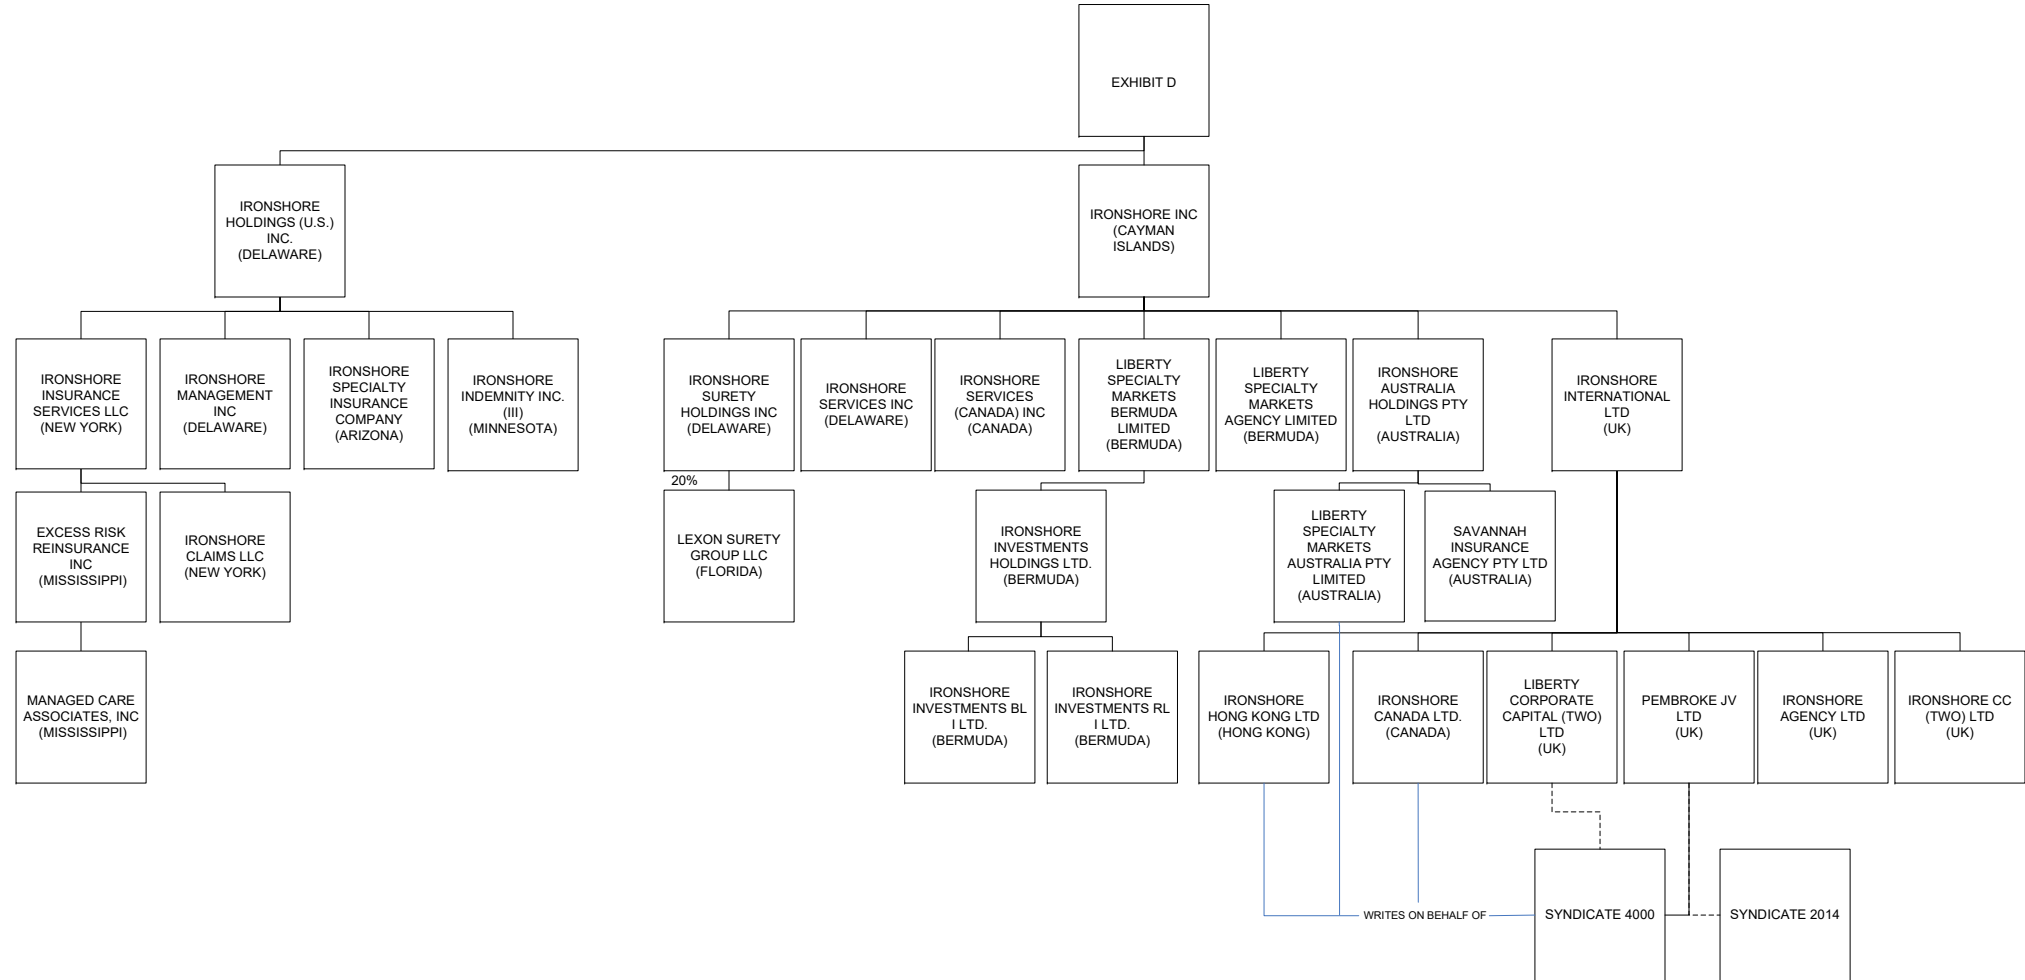 EXHIBIT D
IRONSHORE
HOLDINGS (U.S.)
INC.
(DELAWARE)
IRONSHORE INC
(CAYMAN
ISLANDS)
IRONSHORE
INSURANCE
SERVICES LLC
(NEW YORK)
IRONSHORE
MANAGEMENT
INC
(DELAWARE)
IRONSHORE
SPECIALTY
INSURANCE
COMPANY
(ARIZONA)
IRONSHORE
INDEMNITY INC.
(III)
(MINNESOTA)
IRONSHORE
SURETY
HOLDINGS INC
(DELAWARE)
IRONSHORE
SERVICES INC
(DELAWARE)
IRONSHORE
SERVICES
(CANADA) INC
(CANADA)
LIBERTY
SPECIALTY
MARKETS
BERMUDA
LIMITED
(BERMUDA)
LIBERTY
SPECIALTY
MARKETS
AGENCY LIMITED
(BERMUDA)
IRONSHORE
AUSTRALIA
HOLDINGS PTY
LTD
(AUSTRALIA)
IRONSHORE
INTERNATIONAL
LTD
(UK)
20%
EXCESS RISK
REINSURANCE
INC
(MISSISSIPPI)
IRONSHORE
CLAIMS LLC
(NEW YORK)
LEXON SURETY
GROUP LLC
(FLORIDA)
IRONSHORE
INVESTMENTS
HOLDINGS LTD.
(BERMUDA)
LIBERTY
SPECIALTY
MARKETS
AUSTRALIA PTY
LIMITED
(AUSTRALIA)
SAVANNAH
INSURANCE
AGENCY PTY LTD
(AUSTRALIA)
MANAGED CARE
ASSOCIATES, INC
(MISSISSIPPI)
IRONSHORE
INVESTMENTS BL
I LTD.
(BERMUDA)
IRONSHORE
INVESTMENTS RL
I LTD.
(BERMUDA)
IRONSHORE
HONG KONG LTD
(HONG KONG)
IRONSHORE
CANADA LTD.
(CANADA)
LIBERTY
CORPORATE
CAPITAL (TWO)
LTD
(UK)
PEMBROKE JV
LTD
(UK)
IRONSHORE
AGENCY LTD
(UK)
IRONSHORE CC
(TWO) LTD
(UK)
WRITES ON BEHALF OF
SYNDICATE 4000
SYNDICATE 2014